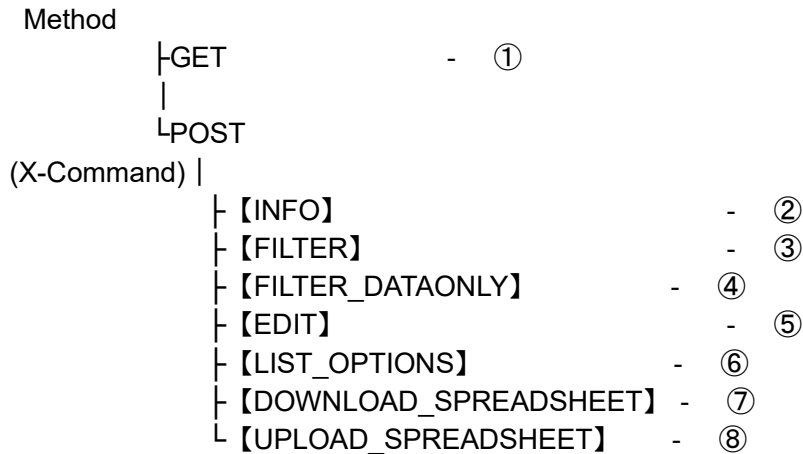 Method
├GET - ①
│
└POST
(X-Command)│
├【INFO】 - ②
├【FILTER】 - ③
├【FILTER_DATAONLY】 - ④
├【EDIT】 - ⑤
├【LIST_OPTIONS】 - ⑥
├【DOWNLOAD_SPREADSHEET】 - ⑦
└【UPLOAD_SPREADSHEET】 - ⑧